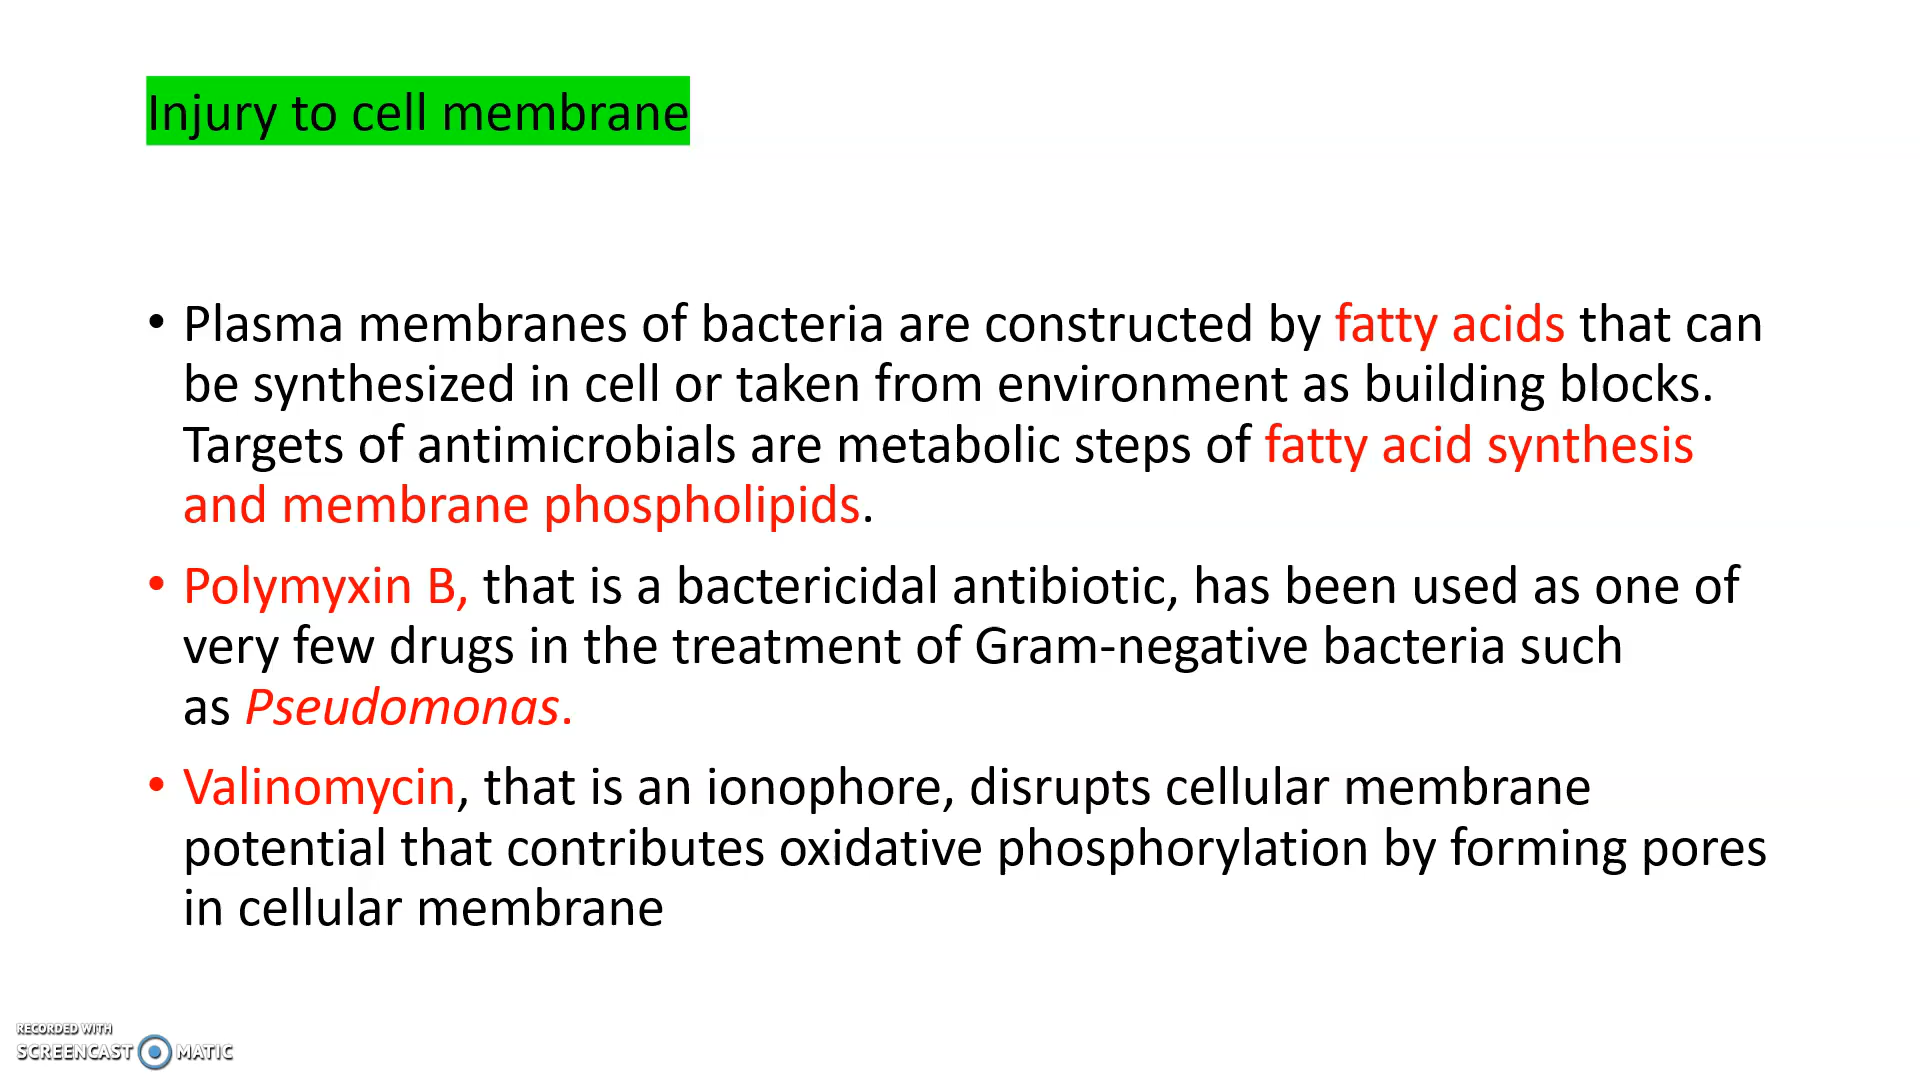 Injury to cell membrane
• Plasma membranes of bacteria are constructed by fatty acids that can
be synthesized in cell or taken from environment as building blocks.
Targets of antimicrobials are metabolic steps of fatty acid synthesis
and membrane phospholipids.
• Polymyxin B, that is a bactericidal antibiotic, has been used as one of
very few drugs in the treatment of Gram-negative bacteria such
as Pseudomonas.
• Valinomycin, that is an ionophore, disrupts cellular membrane
potential that contributes oxidative phosphorylation by forming pores
in cellular membrane
RECORDED WITH
SCREENCAST MATIC